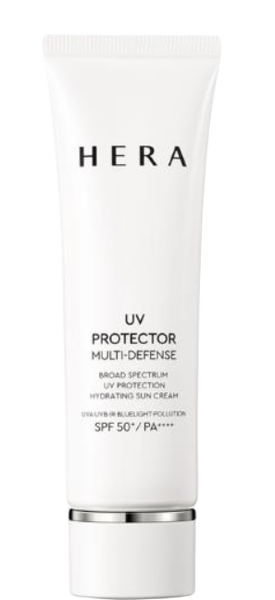 HERA
UV
PROTECTOR
MULTI-DEFENSE
BROAD SPECTRUM
UV PROTECTION
HYDRATING SUN CREAM
UVA·UVB·IR·BLUELIGHT·POLLUTION
SPF 50+/ PA****